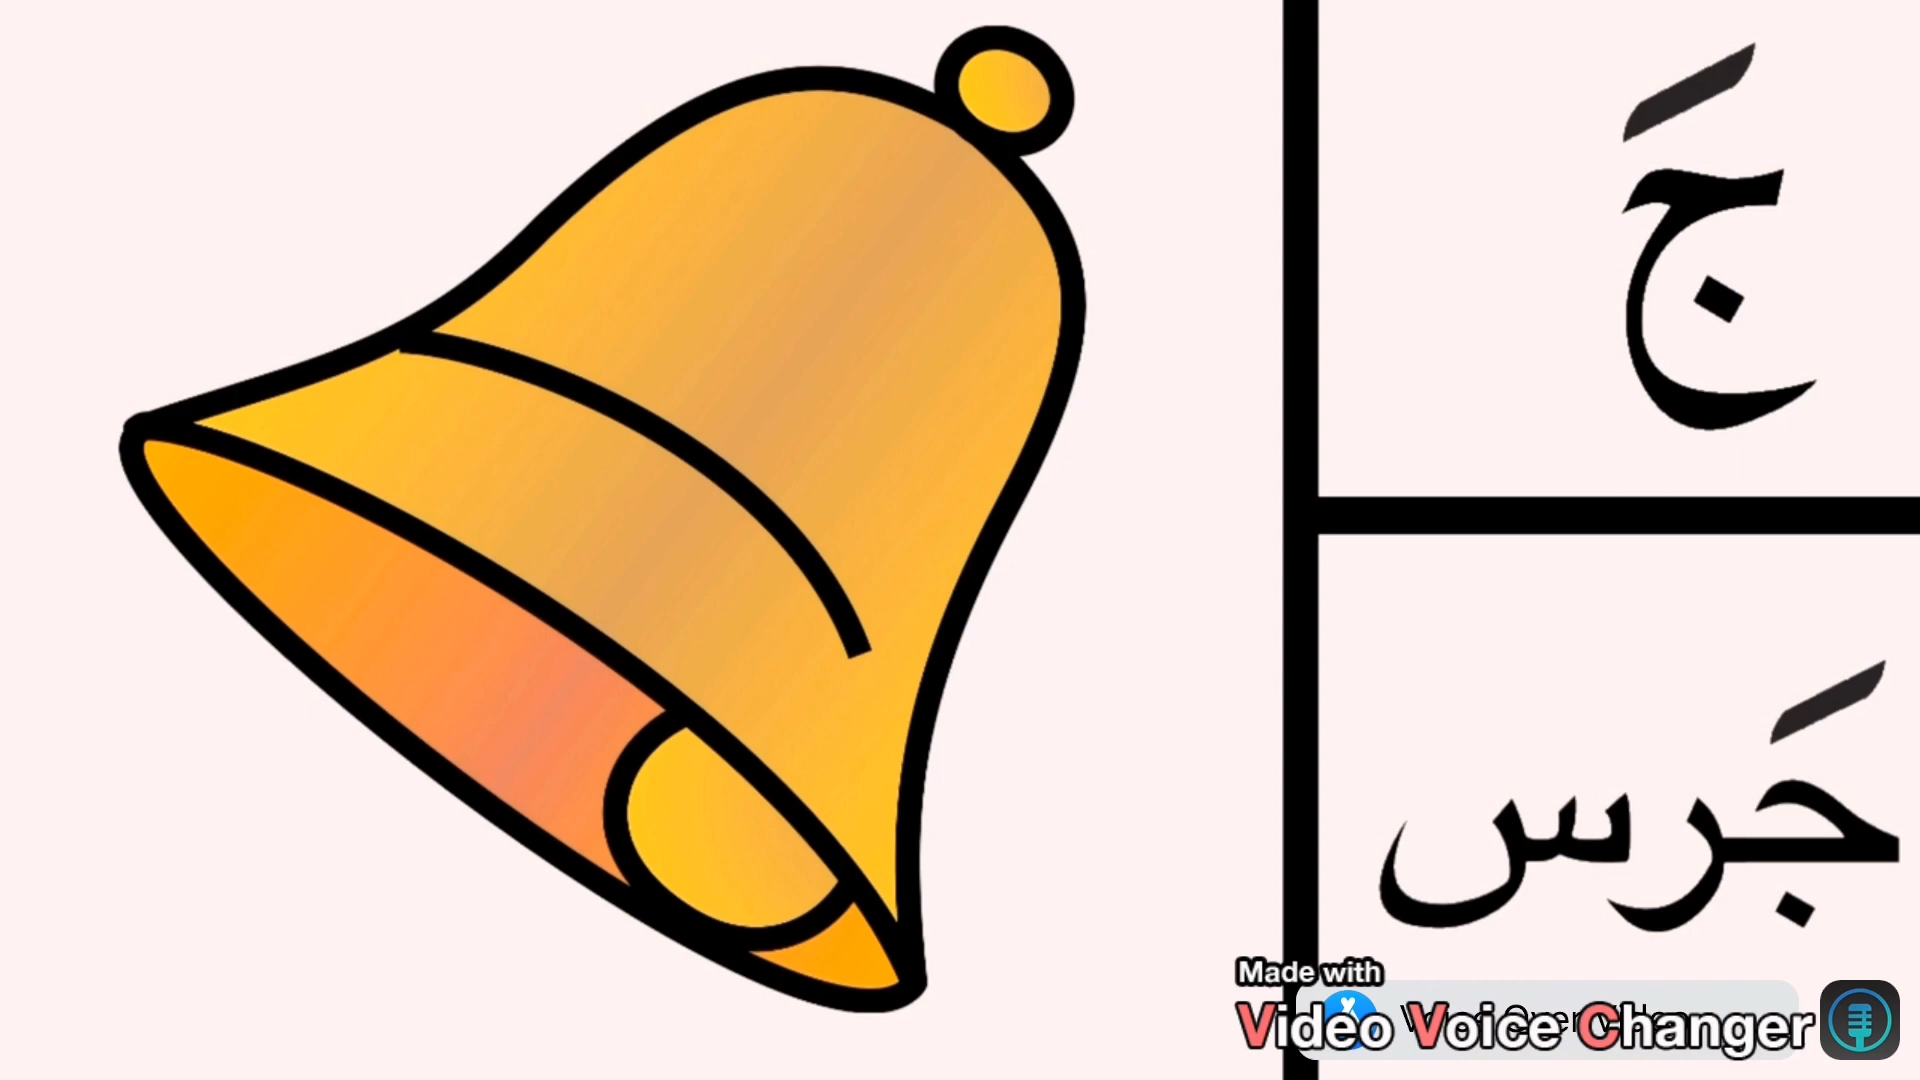 جَ
جَرس
Made with
Video Voice Changer